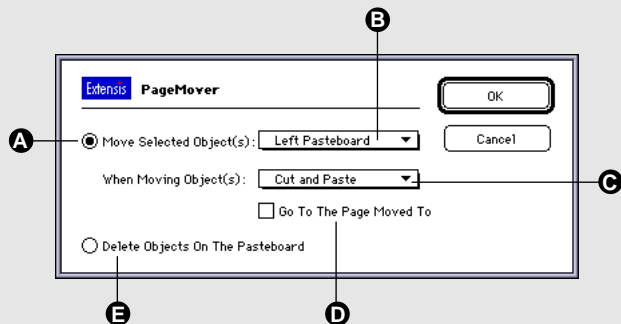 B
Extensis PageMover
OK
A
Move Selected Object(s): Left Pasteboard
Cancel
When Moving Object(s): Cut and Paste
C
Go To The Page Moved To
Delete Objects On The Pasteboard
E
D